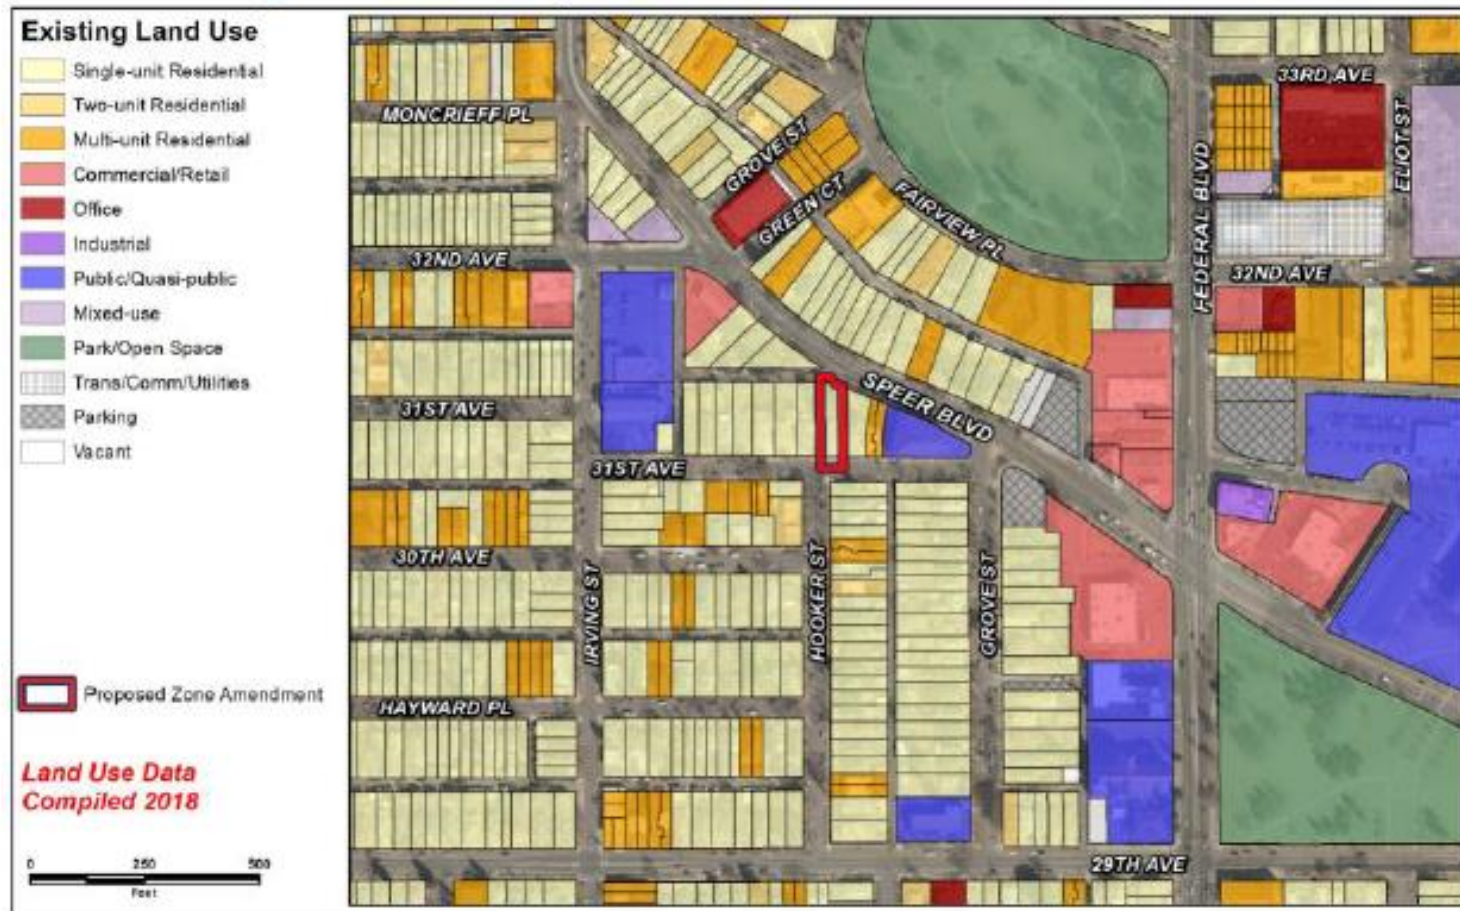 Existing Land Use
Single-unit Residential
Two-unit Residential
Multi-unit Residential
Commercial/Retail
Office
Industrial
Public/Quasi-public
Mixed-use
Park/Open Space
Trans/Comm/Utilities
Parking
Vacant
Proposed Zone Amendment
Land Use Data
Compiled 2018
0 250 500
Feet
33RD AVE
MONCRIEFF PL
GROVE ST
ELIOT ST
FEDERAL BLVD
GREEN CT
FAIRVIEW PL
32ND AVE
32ND AVE
SPEER BLVD
31ST AVE
31ST AVE
30TH AVE
IRVING ST
HOOKER ST
GROVE ST
HAYWARD PL
29TH AVE